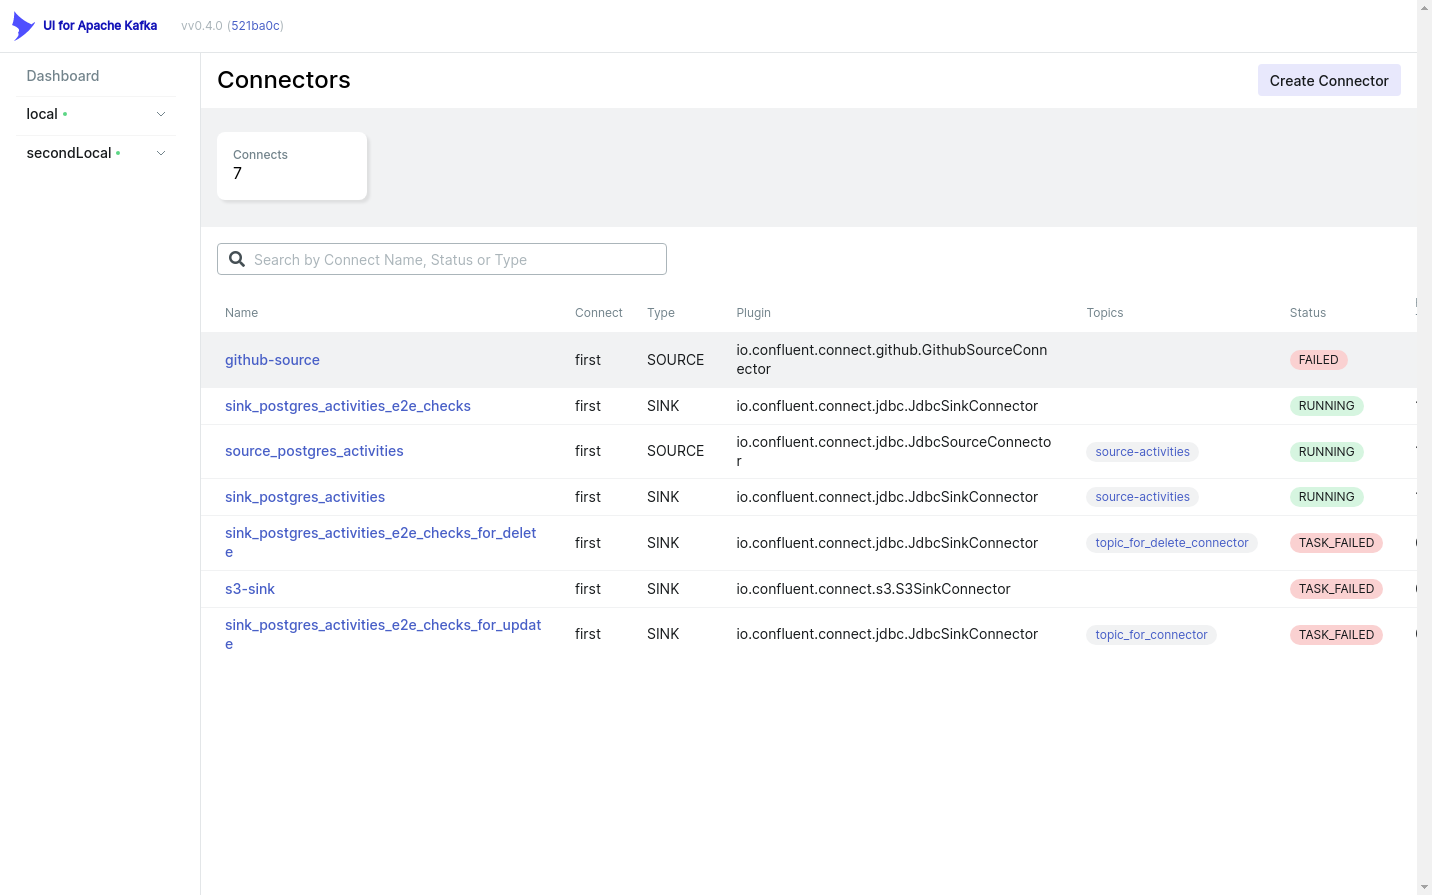 UI for Apache Kafka vv0.4.0 (521ba0c)
Dashboard
local
secondLocal
Connectors
Create Connector
Connects
7
Search by Connect Name, Status or Type
Name Connect Type Plugin Topics Status
github-source first SOURCE io.confluent.connect.github.GithubSourceConn
ector FAILED
sink_postgres_activities_e2e_checks first SINK io.confluent.connect.jdbc.JdbcSinkConnector RUNNING
source_postgres_activities first SOURCE io.confluent.connect.jdbc.JdbcSourceConnecto
r source-activities RUNNING
sink_postgres_activities first SINK io.confluent.connect.jdbc.JdbcSinkConnector source-activities RUNNING
sink_postgres_activities_e2e_checks_for_delet
e first SINK io.confluent.connect.jdbc.JdbcSinkConnector topic_for_delete_connector TASK_FAILED
s3-sink first SINK io.confluent.connect.s3.S3SinkConnector TASK_FAILED
sink_postgres_activities_e2e_checks_for_updat
e first SINK io.confluent.connect.jdbc.JdbcSinkConnector topic_for_connector TASK_FAILED